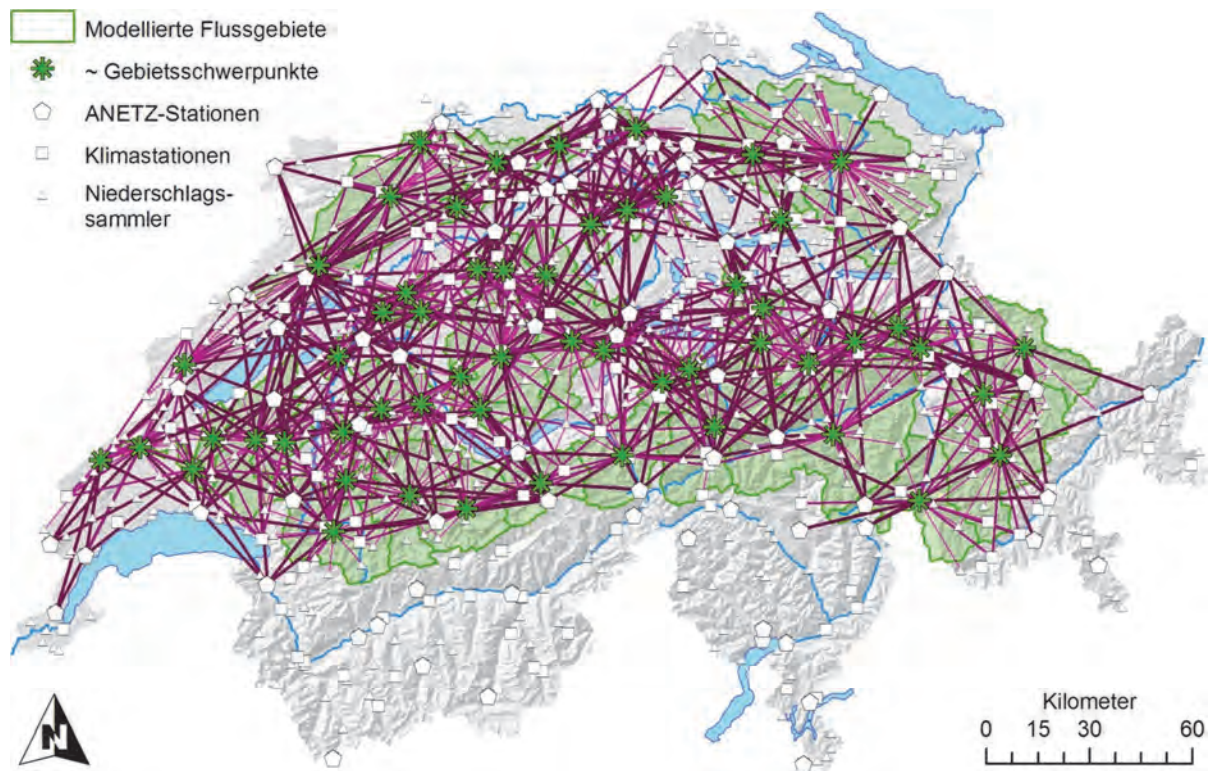 Modellierte Flussgebiete
~ Gebietsschwerpunkte
ANETZ-Stationen
Klimastationen
Niederschlags-
sammler
N
Kilometer
0 15 30 60